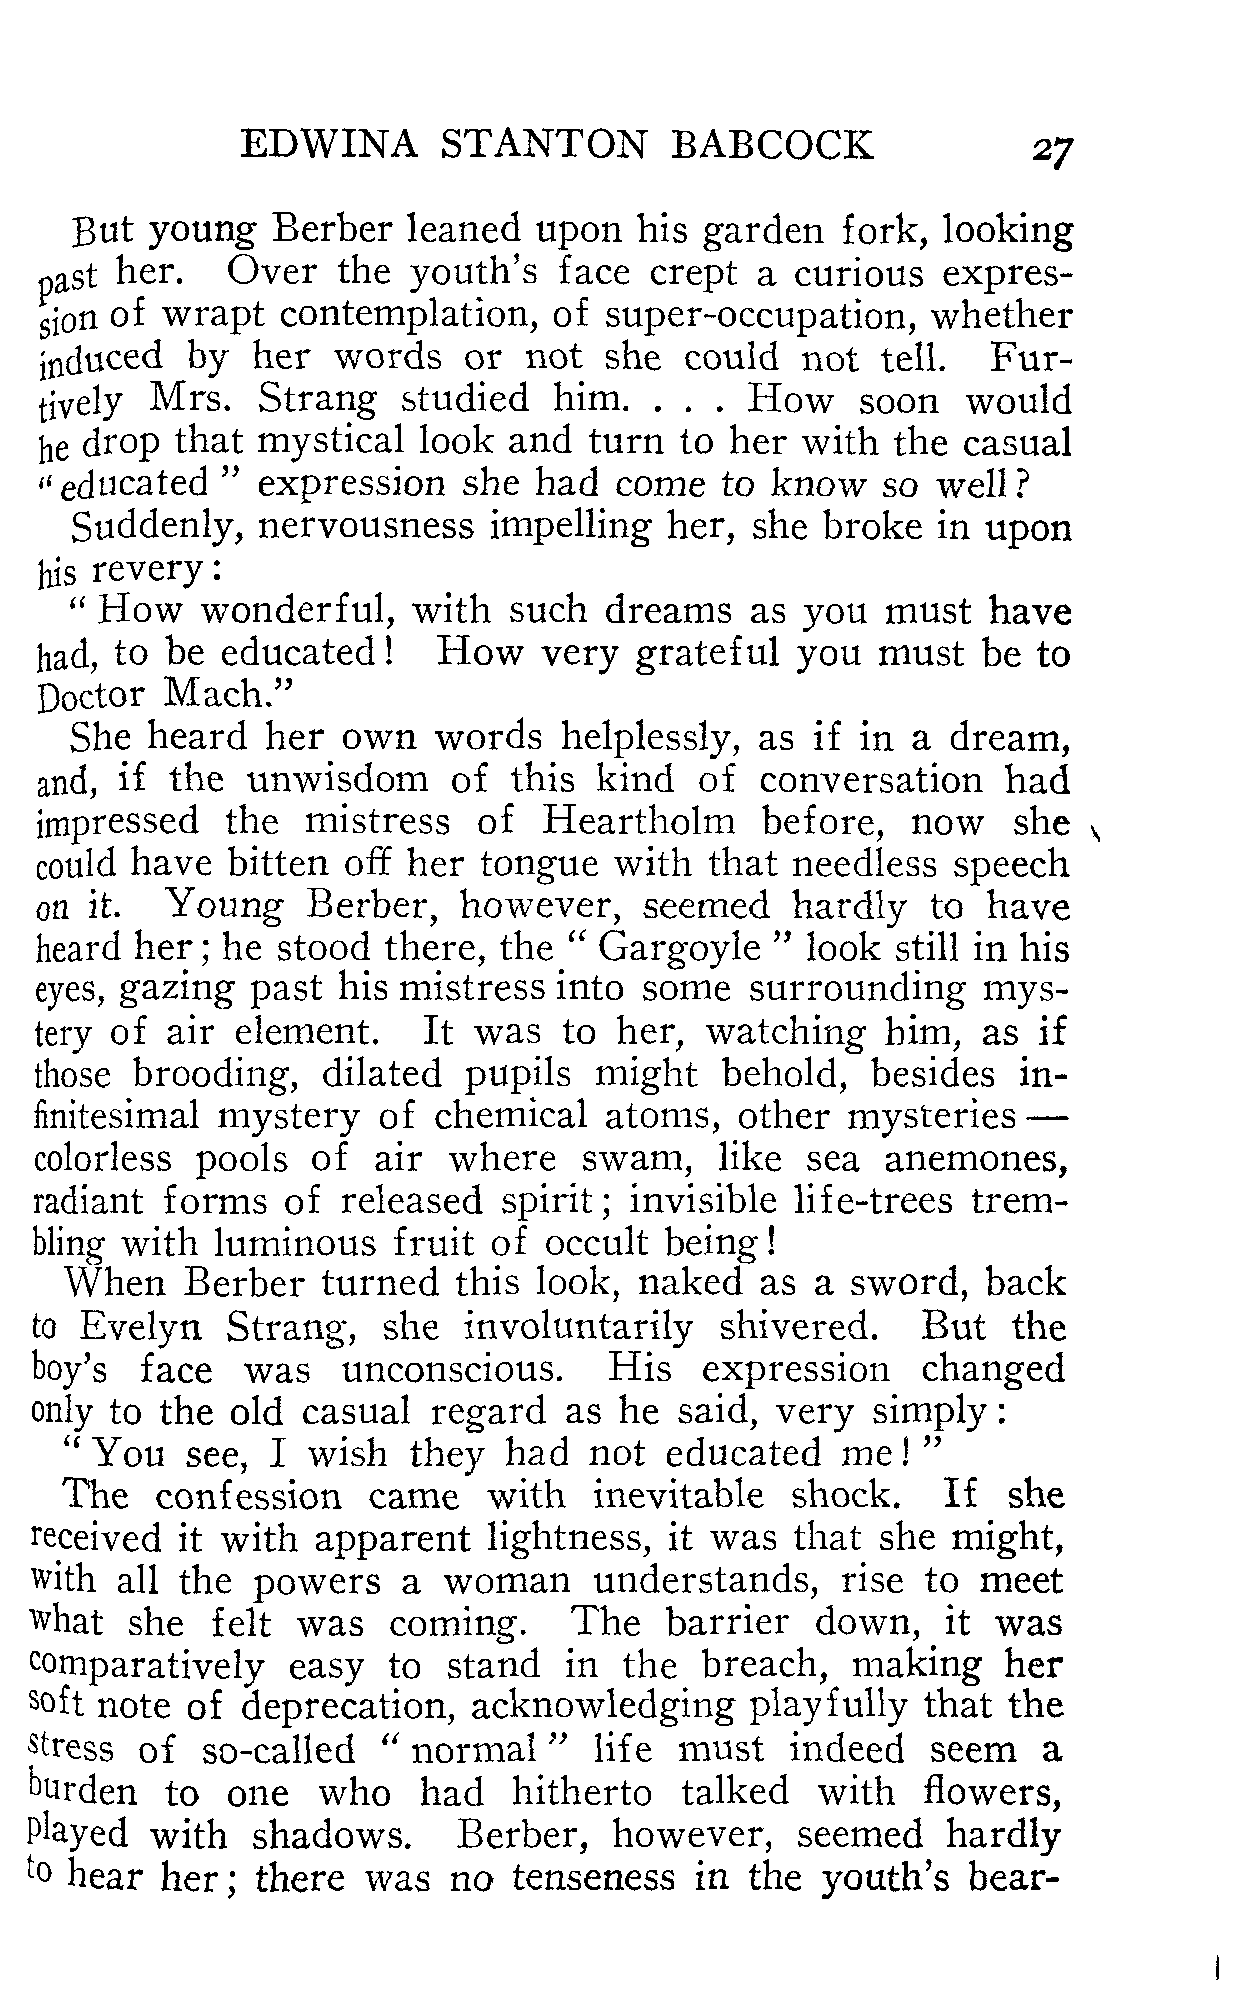 EDWINA STANTON BABCOCK 27
But young Berber leaned upon his garden fork, looking
past her. Over the youth's face crept a curious expres-
sion of wrapt contemplation, of super-occupation, whether
induced by her words or not she could not tell. Fur-
tively Mrs. Strang studied him. . . . How soon would
he drop that mystical look and turn to her with the casual
"educated" expression she had come to know so well?
Suddenly, nervousness impelling her, she broke in upon
his revery:
"How wonderful, with such dreams as you must have
had, to be educated! How very grateful you must be to
Doctor Mach."
She heard her own words helplessly, as if in a dream,
and, if the unwisdom of this kind of conversation had
impressed the mistress of Heartholm before, now she
could have bitten off her tongue with that needless speech
on it. Young Berber, however, seemed hardly to have
heard her; he stood there, the "Gargoyle" look still in his
eyes, gazing past his mistress into some surrounding mys-
tery of air element. It was to her, watching him, as if
those brooding, dilated pupils might behold, besides in-
finitesimal mystery of chemical atoms, other mysteries—
colorless pools of air where swam, like sea anemones,
radiant forms of released spirit; invisible life-trees trem-
bling with luminous fruit of occult being!
When Berber turned this look, naked as a sword, back
to Evelyn Strang, she involuntarily shivered. But the
boy's face was unconscious. His expression changed
only to the old casual regard as he said, very simply:
"You see, I wish they had not educated me!"
The confession came with inevitable shock. If she
received it with apparent lightness, it was that she might,
with all the powers a woman understands, rise to meet
what she felt was coming. The barrier down, it was
comparatively easy to stand in the breach, making her
soft note of deprecation, acknowledging playfully that the
stress of so-called "normal" life must indeed seem a
burden to one who had hitherto talked with flowers,
played with shadows. Berber, however, seemed hardly
to hear her; there was no tenseness in the youth's bear-